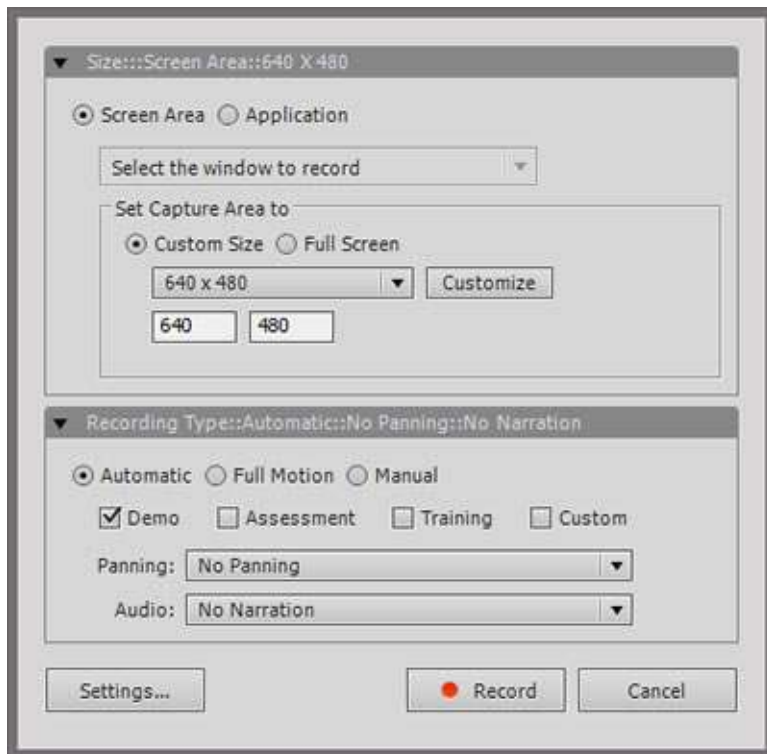 Size:::Screen Area::640 X 480
Screen Area Application
Select the window to record
Set Capture Area to
Custom Size Full Screen
640 x 480 Customize
640 480
Recording Type::Automatic::No Panning::No Narration
Automatic Full Motion Manual
Demo Assessment Training Custom
Panning: No Panning
Audio: No Narration
Settings... Record Cancel